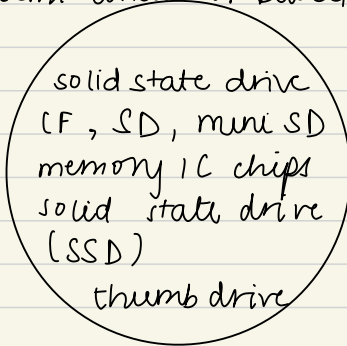 solid state drive
CF, SD, mini SD
memory IC chips
solid state drive
(SSD)
thumb drive